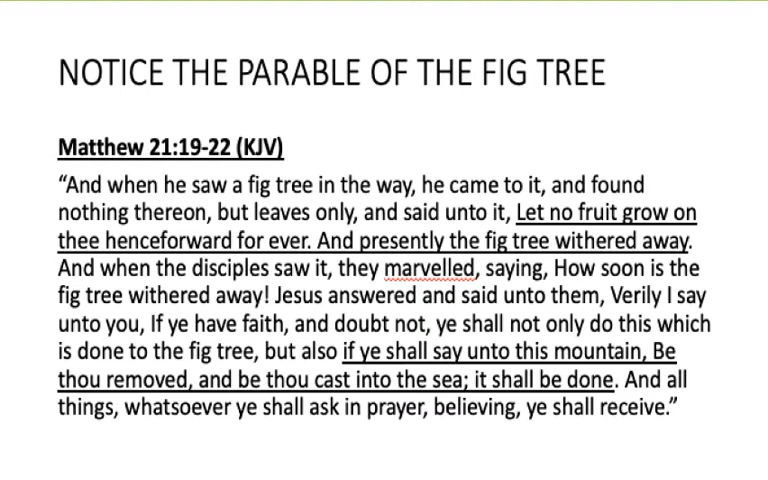 NOTICE THE PARABLE OF THE FIG TREE
Matthew 21:19-22 (KJV)
“And when he saw a fig tree in the way, he came to it, and found
nothing thereon, but leaves only, and said unto it, Let no fruit grow on
thee henceforward for ever. And presently the fig tree withered away.
And when the disciples saw it, they marvelled, saying, How soon is the
fig tree withered away! Jesus answered and said unto them, Verily I say
unto you, If ye have faith, and doubt not, ye shall not only do this which
is done to the fig tree, but also if ye shall say unto this mountain, Be
thou removed, and be thou cast into the sea; it shall be done. And all
things, whatsoever ye shall ask in prayer, believing, ye shall receive.”